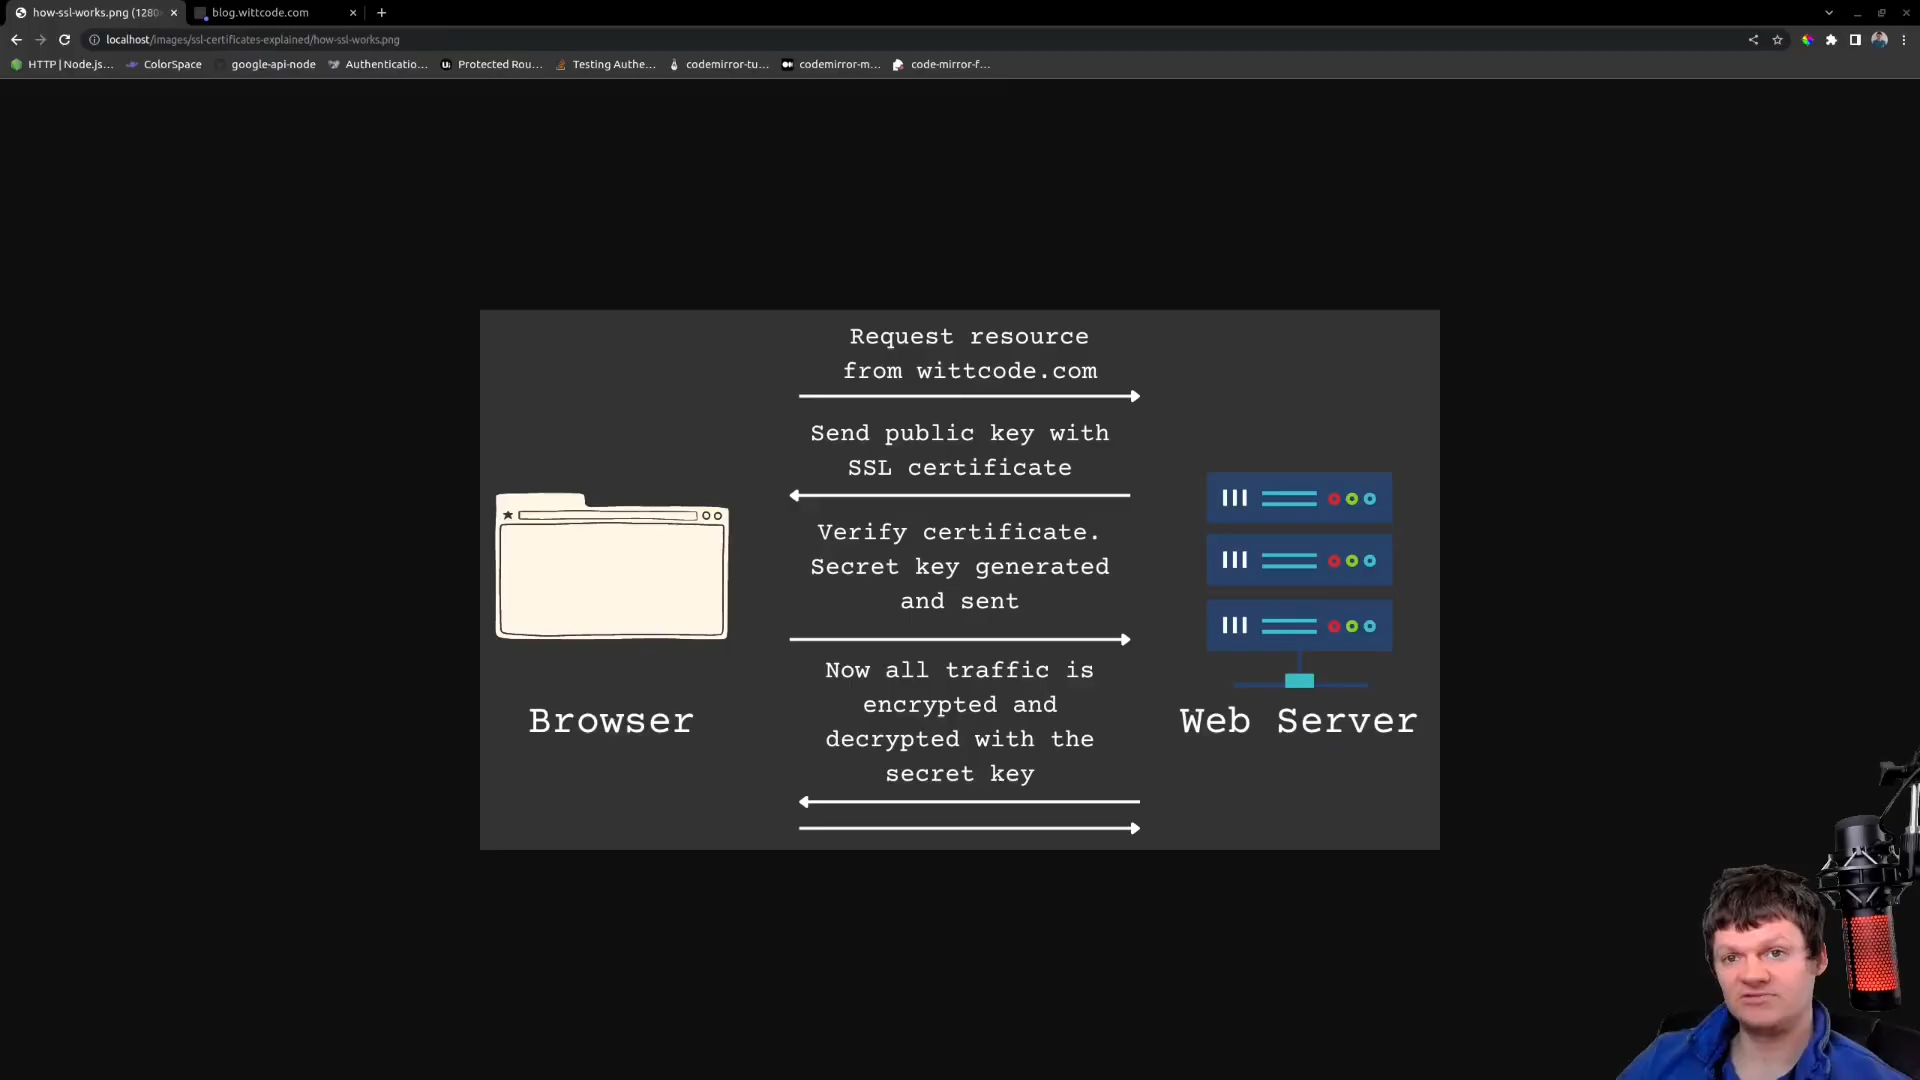 how-ssl-works.png (1280
blog.wittcode.com
localhost/images/ssl-certificates-explained/how-ssl-works.png
HTTP | Node.js...
ColorSpace
google-api-node
Authenticatio...
Protected Rou...
Testing Authe...
codemirror-tu...
codemirror-m...
code-mirror-f...
Request resource
from wittcode.com
Send public key with
SSL certificate
Verify certificate.
Secret key generated
and sent
Now all traffic is
encrypted and
decrypted with the
secret key
Browser
Web Server